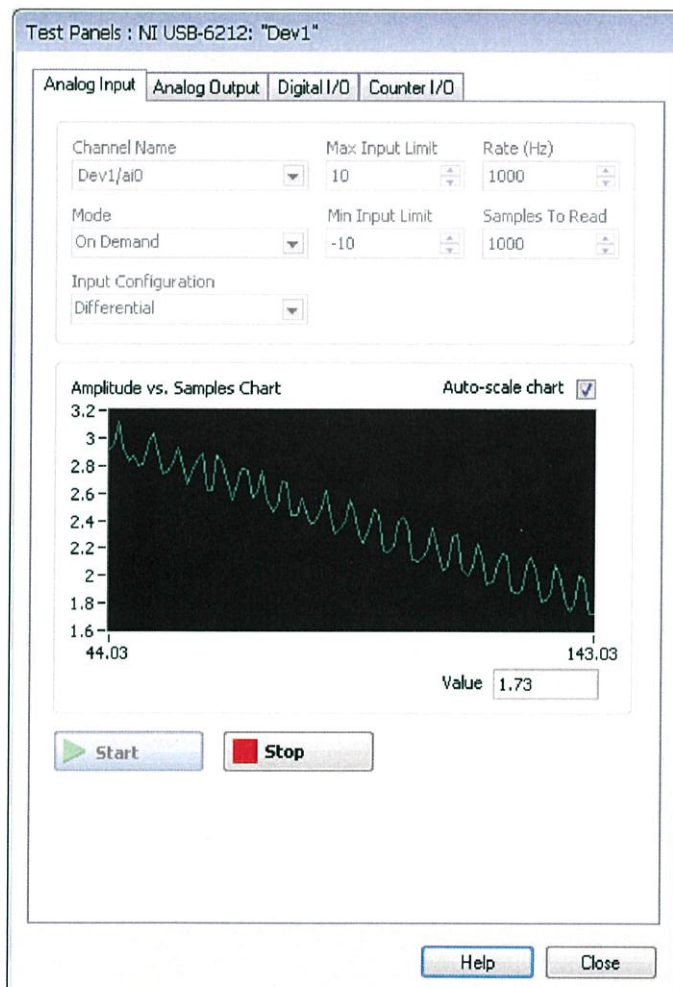 Test Panels : NI USB-6212: "Dev1"
Analog Input Analog Output Digital I/O Counter I/O
Channel Name Max Input Limit Rate (Hz)
Dev1/ai0 10 1000
Mode Min Input Limit Samples To Read
On Demand -10 1000
Input Configuration
Differential
Amplitude vs. Samples Chart Auto-scale chart
3.2
3
2.8
2.6
2.4
2.2
2
1.8
1.6
44.03 143.03
Value 1.73
Start Stop
Help Close